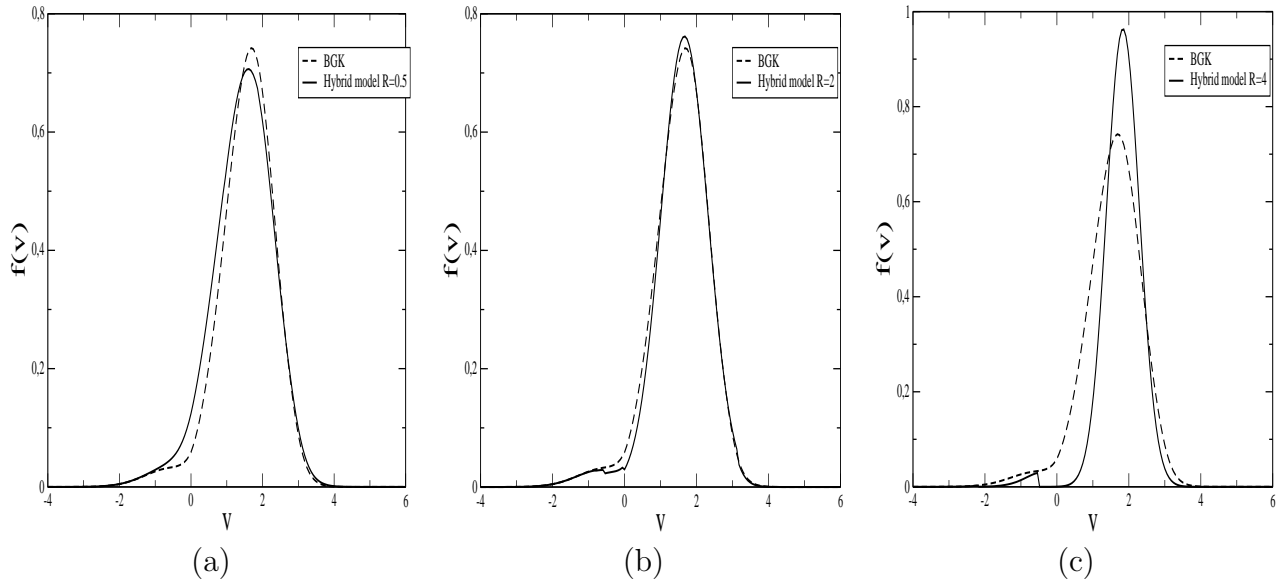 0,8
0,6
0,4
0,2
0
-4 -2 0 2 4 6
f(v)
V
BGK
Hybrid model R=0.5
(a)
0,8
0,6
0,4
0,2
0
-4 -2 0 2 4 6
f(v)
V
BGK
Hybrid model R=2
(b)
1
0,8
0,6
0,4
0,2
0
-4 -2 0 2 4 6
f(v)
V
BGK
Hybrid model R=4
(c)